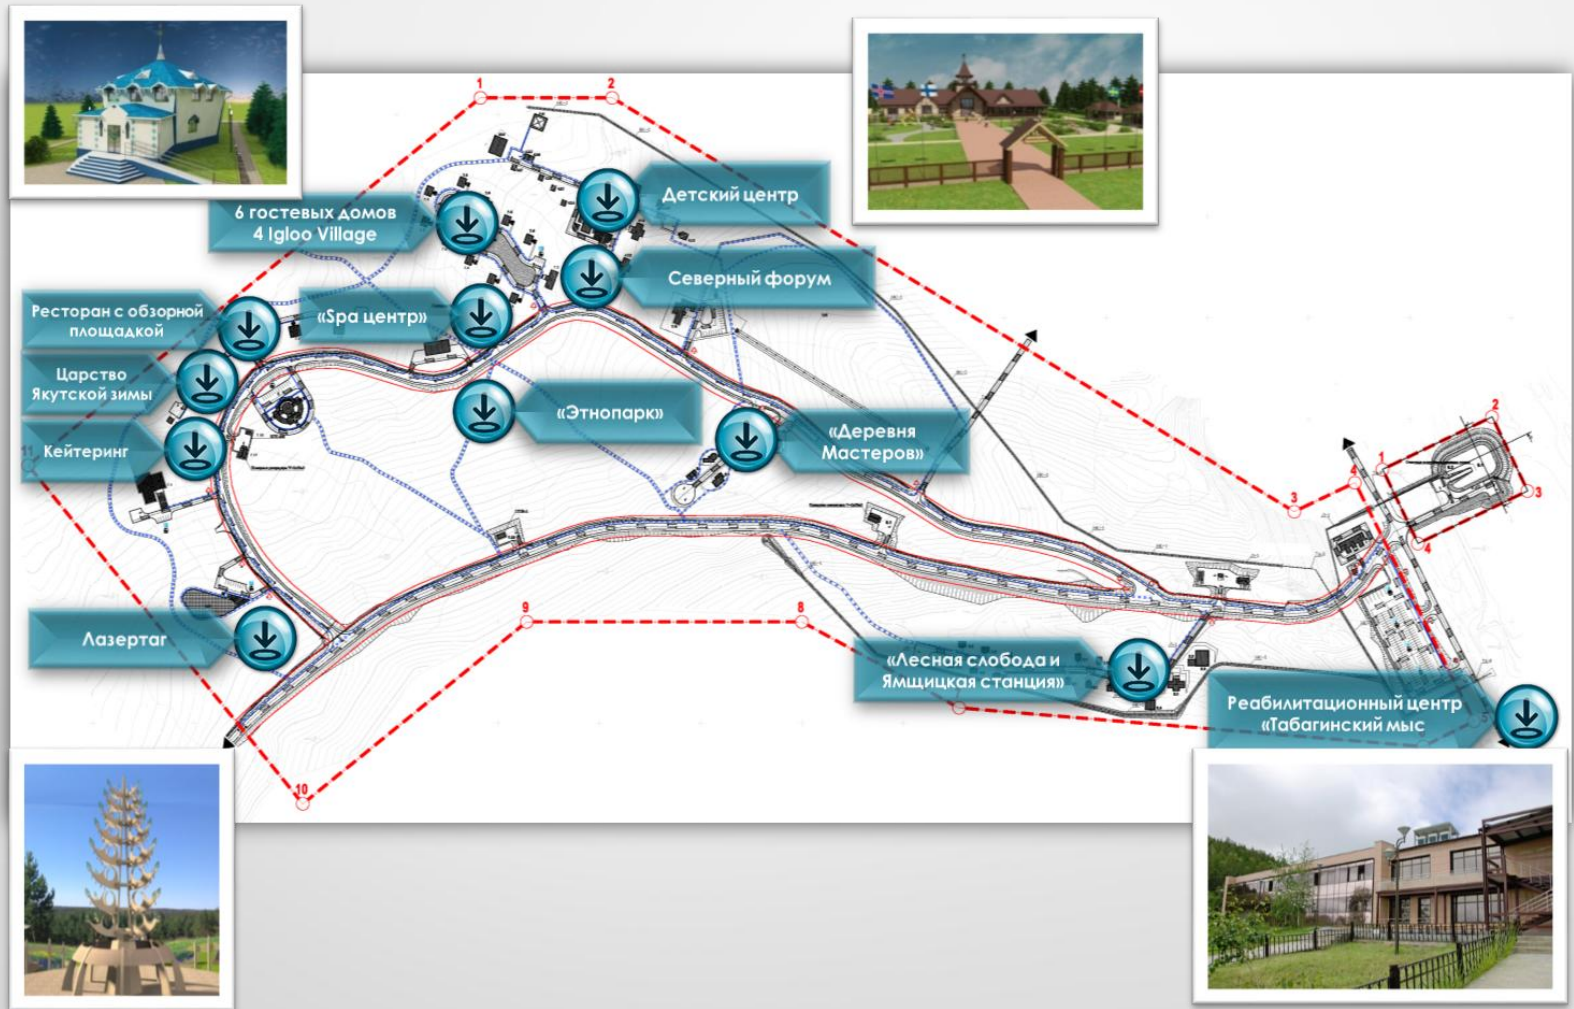 1
2
Детский центр
6 гостевых домов
4 Igloo Village
Северный форум
Ресторан с обзорной
площадкой
«Spa центр»
Царство
Якутской зимы
«Этнопарк»
«Деревня
Мастеров»
Кейтеринг
11
2
1
4
3
3
4
9
8
Лазертаг
«Лесная слобода и
Ямщицкая станция»
Реабилитационный центр
«Табагинский мыс
10